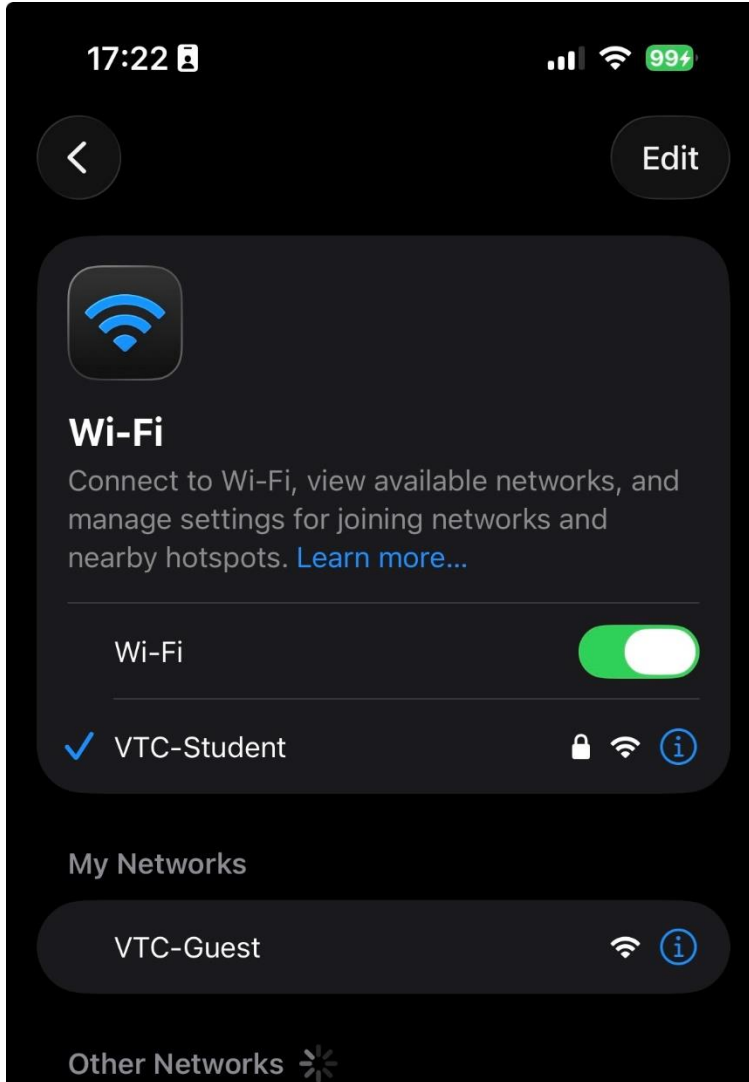 17:22
99
Edit
Wi-Fi
Connect to Wi-Fi, view available networks, and
manage settings for joining networks and
nearby hotspots. Learn more...
Wi-Fi
VTC-Student
My Networks
VTC-Guest
Other Networks